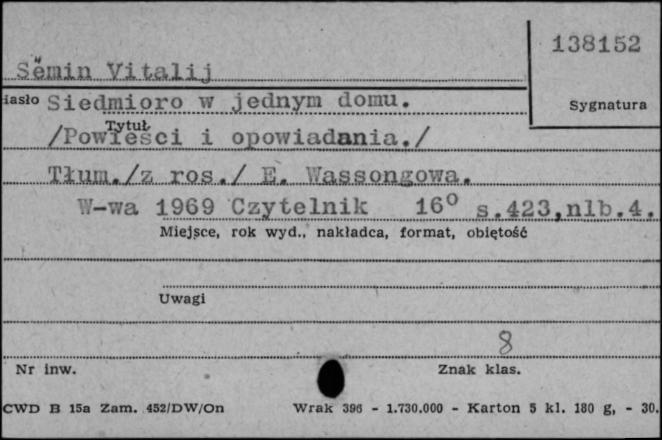 138152
Sëmin Vitalij
iasło Siedmioro w jednym domu.
Sygnatura
Tytuł
/Powieści i opowiadania./
Tłum./z ros./ E. Wassongowa.
W-wa 1969 Czytelnik 16° s.423,nlb.4.
Miejsce, rok wyd., nakładca, format, objętość
Uwagi
8
Nr inw. Znak klas.
CWD B 15a Zam. 452/DW/On Wrak 396 - 1.730.000 - Karton 5 kl. 180 g, - 30.